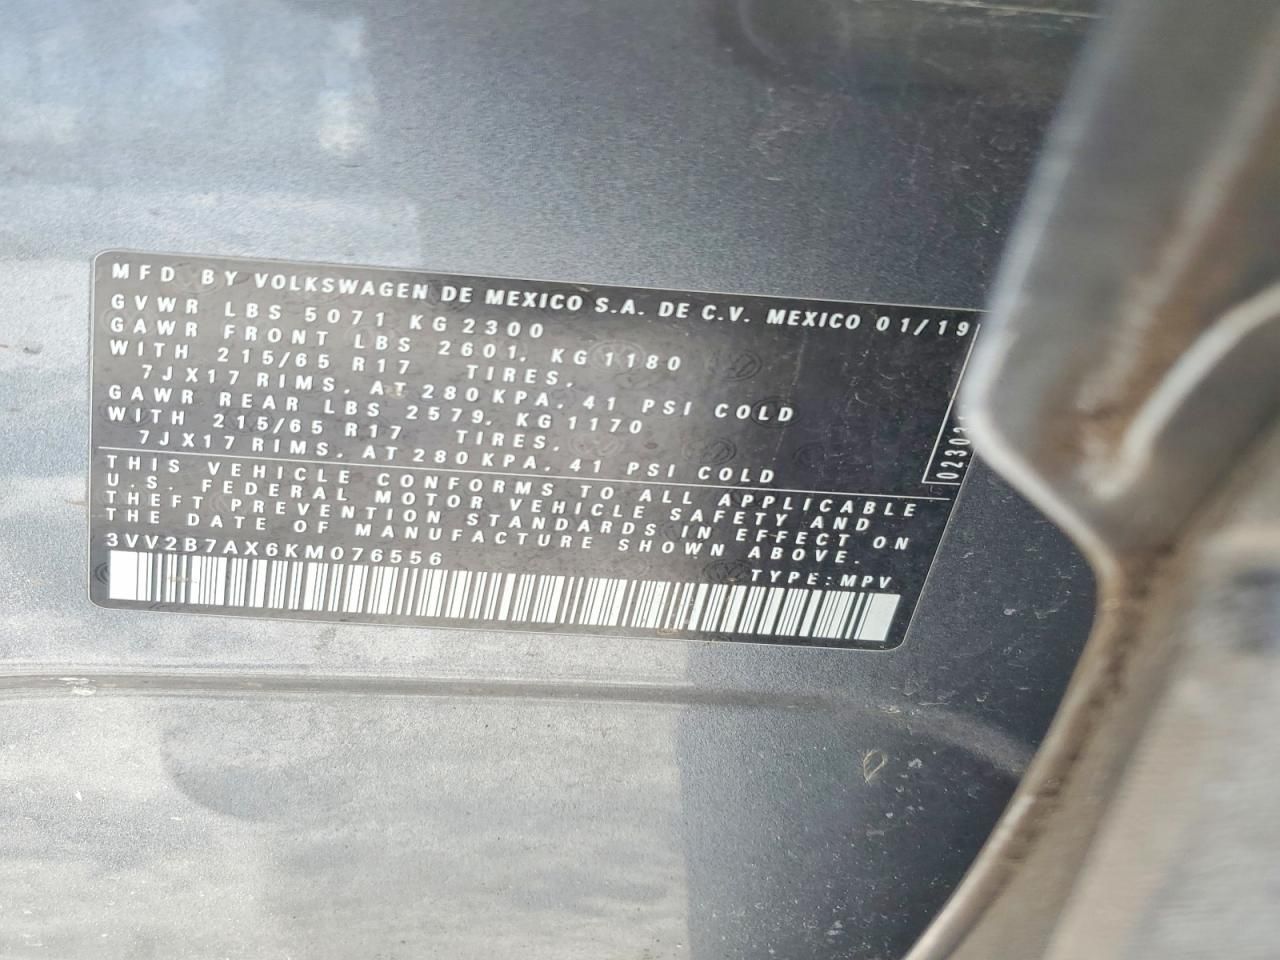 MFD BY VOLKSWAGEN DE MEXICO S.A. DE C.V. MEXICO 01/19
GVWR LBS 5071 KG 2300
GAWR FRONT LBS 2601, KG 1180
WITH 215/65 R17 TIRES,
7JX17 RIMS, AT 280 KPA, 41 PSI COLD
GAWR REAR LBS 2579, KG 1170
WITH 215/65 R17 TIRES,
7JX17 RIMS, AT 280 KPA, 41 PSI COLD
THIS VEHICLE CONFORMS TO ALL APPLICABLE
U.S. FEDERAL MOTOR VEHICLE SAFETY AND
THEFT PREVENTION STANDARDS IN EFFECT ON
THE DATE OF MANUFACTURE SHOWN ABOVE.
3VV2B7AX6KM076556
TYPE: MPV